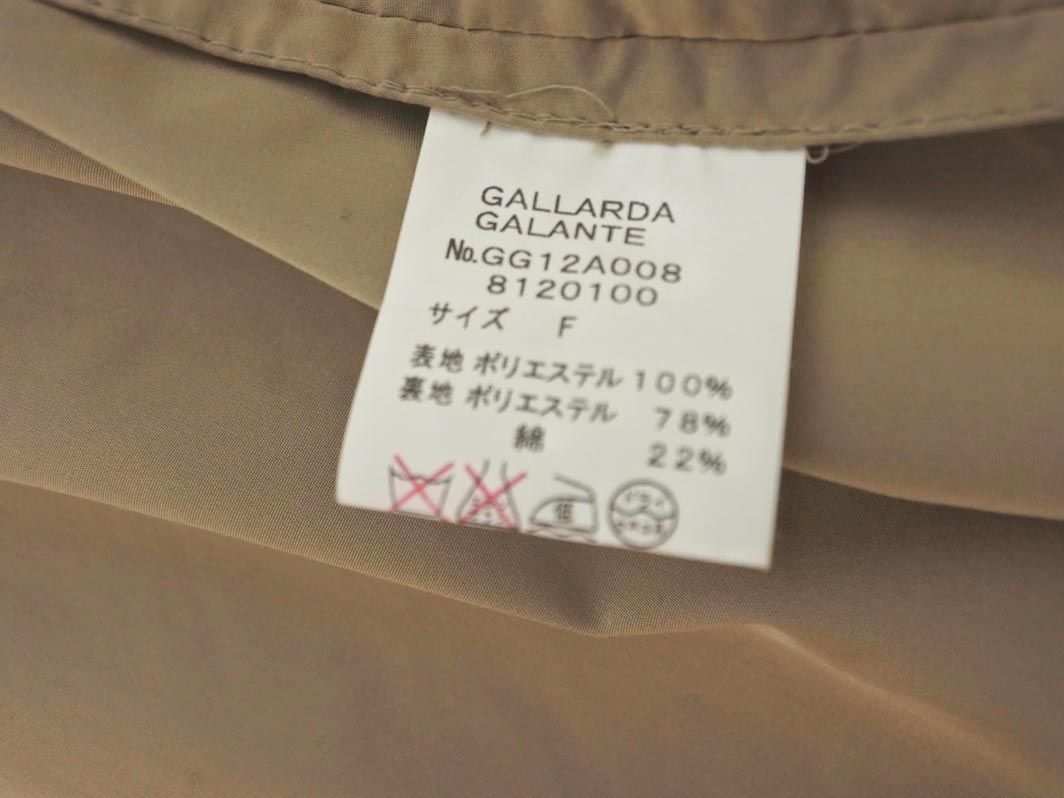 GALLARDA
GALANTE
No.GG12A008
8120100
サイズ F
表地 ポリエステル 100%
裏地 ポリエステル 78%
綿 22%
低